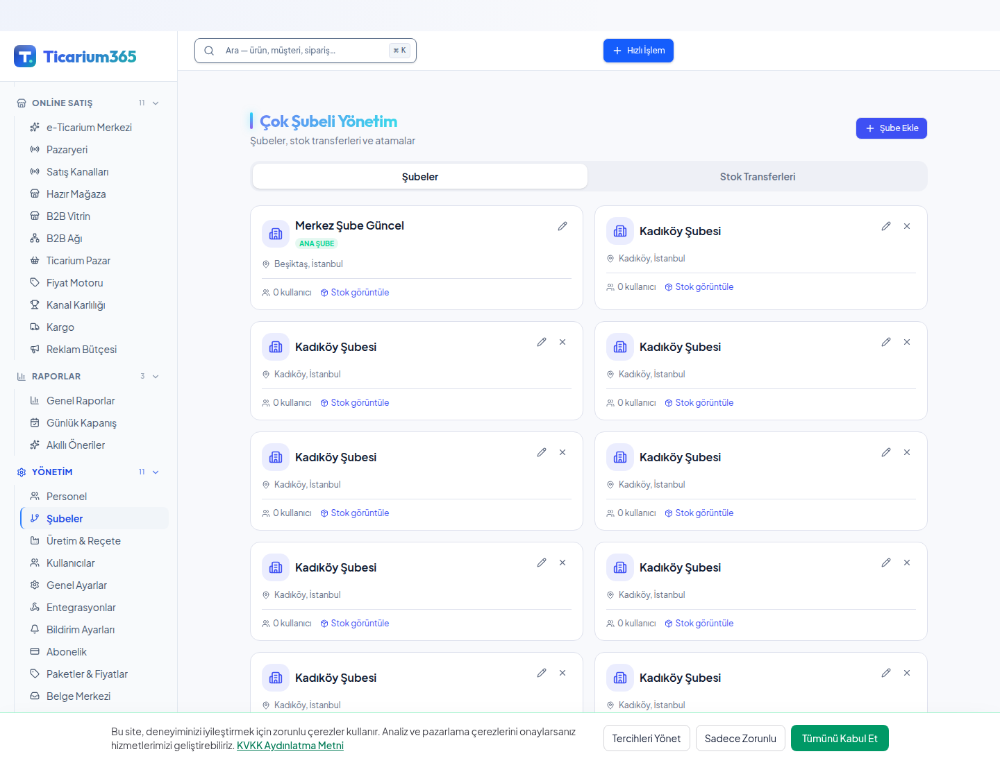 Ticarium365
Ara — ürün, müşteri, sipariş...
⌘ K
Hızlı İşlem
ONLİNE SATIŞ 11
e-Ticarium Merkezi
Pazaryeri
Satış Kanalları
Hazır Mağaza
B2B Vitrin
B2B Ağı
Ticarium Pazar
Fiyat Motoru
Kanal Karlılığı
Kargo
Reklam Bütçesi
RAPORLAR 3
Genel Raporlar
Günlük Kapanış
Akıllı Öneriler
YÖNETİM 11
Personel
Şubeler
Üretim & Reçete
Kullanıcılar
Genel Ayarlar
Entegrasyonlar
Bildirim Ayarları
Abonelik
Paketler & Fiyatlar
Belge Merkezi
Çok Şubeli Yönetim
Şubeler, stok transferleri ve atamalar
Şube Ekle
Şubeler
Stok Transferleri
Merkez Şube Güncel
ANA ŞUBE
Beşiktaş, İstanbul
0 kullanıcı Stok görüntüle
Kadıköy Şubesi
Kadıköy, İstanbul
0 kullanıcı Stok görüntüle
Kadıköy Şubesi
Kadıköy, İstanbul
0 kullanıcı Stok görüntüle
Kadıköy Şubesi
Kadıköy, İstanbul
0 kullanıcı Stok görüntüle
Kadıköy Şubesi
Kadıköy, İstanbul
0 kullanıcı Stok görüntüle
Kadıköy Şubesi
Kadıköy, İstanbul
0 kullanıcı Stok görüntüle
Kadıköy Şubesi
Kadıköy, İstanbul
0 kullanıcı Stok görüntüle
Kadıköy Şubesi
Kadıköy, İstanbul
0 kullanıcı Stok görüntüle
Kadıköy Şubesi
Kadıköy, İstanbul
Kadıköy Şubesi
Kadıköy, İstanbul
Bu site, deneyiminizi iyileştirmek için zorunlu çerezler kullanır. Analiz ve pazarlama çerezlerini onaylarsanız
hizmetlerimizi geliştirebiliriz. KVKK Aydınlatma Metni
Tercihleri Yönet
Sadece Zorunlu
Tümünü Kabul Et